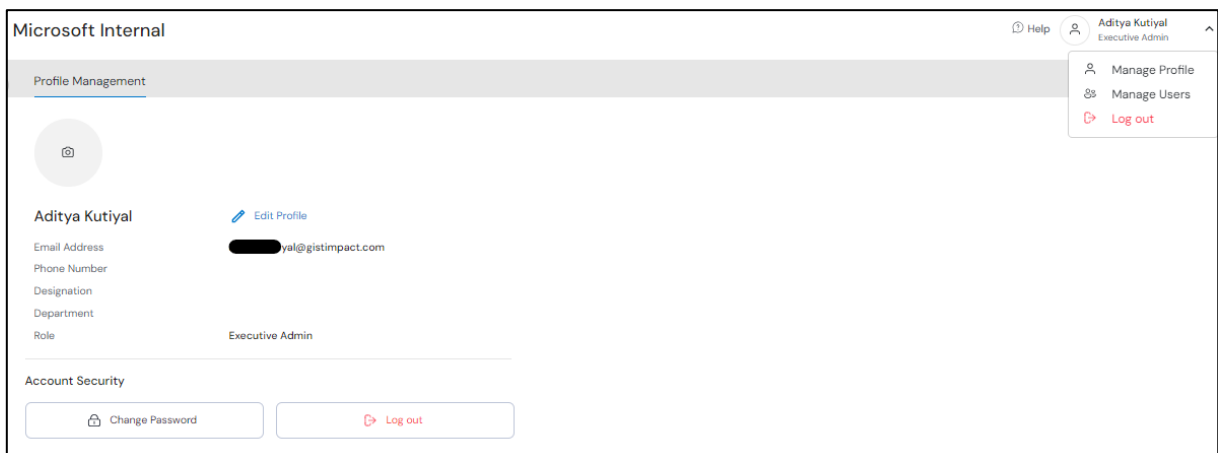 Microsoft Internal
Help
Aditya Kutiyal
Executive Admin
Manage Profile
Manage Users
Log out
Profile Management
Aditya Kutiyal
Edit Profile
Email Address yal@gistimpact.com
Phone Number
Designation
Department
Role Executive Admin
Account Security
Change Password Log out